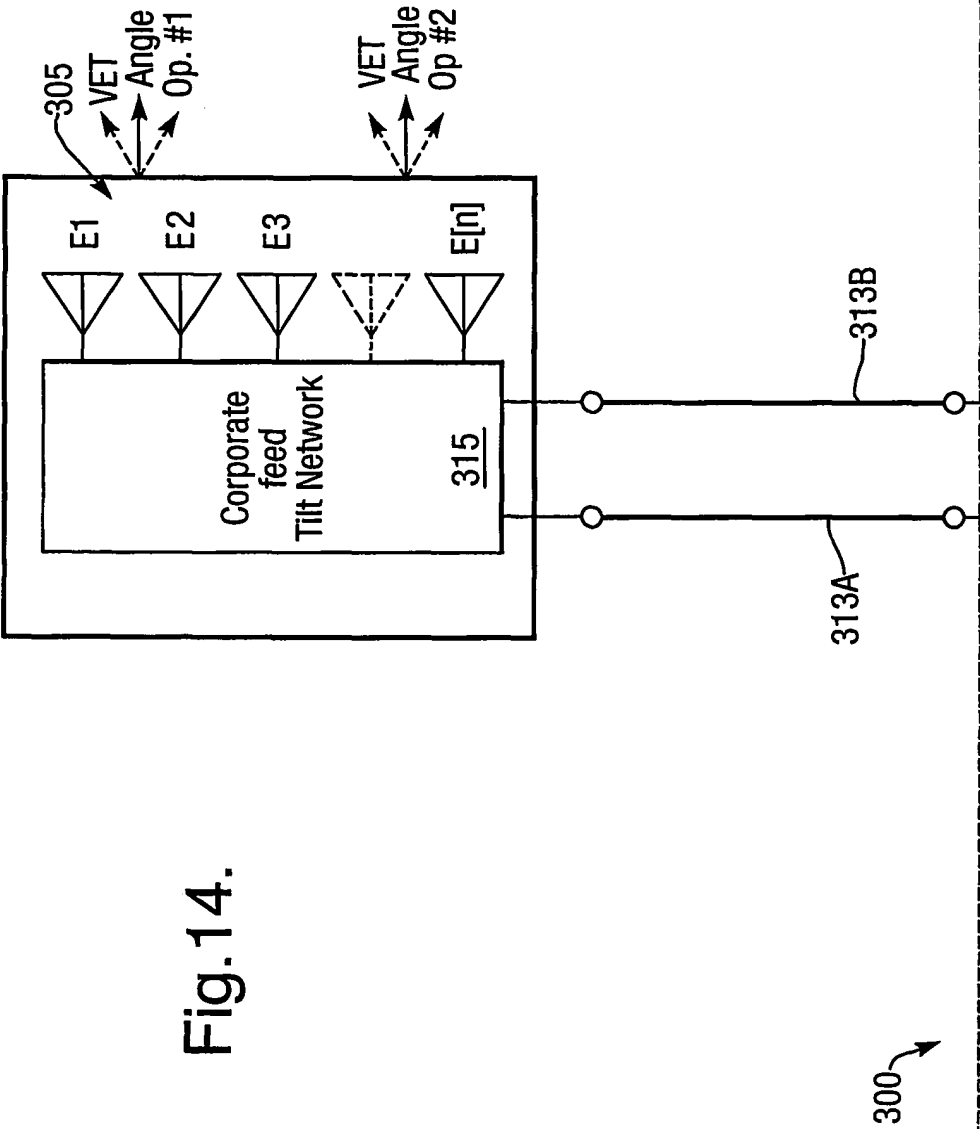 Fig.14.
300
305
VET
Angle
Op. #1
VET
Angle
Op #2
E1
E2
E3
E[n]
Corporate
feed
Tilt Network
315
313A
313B